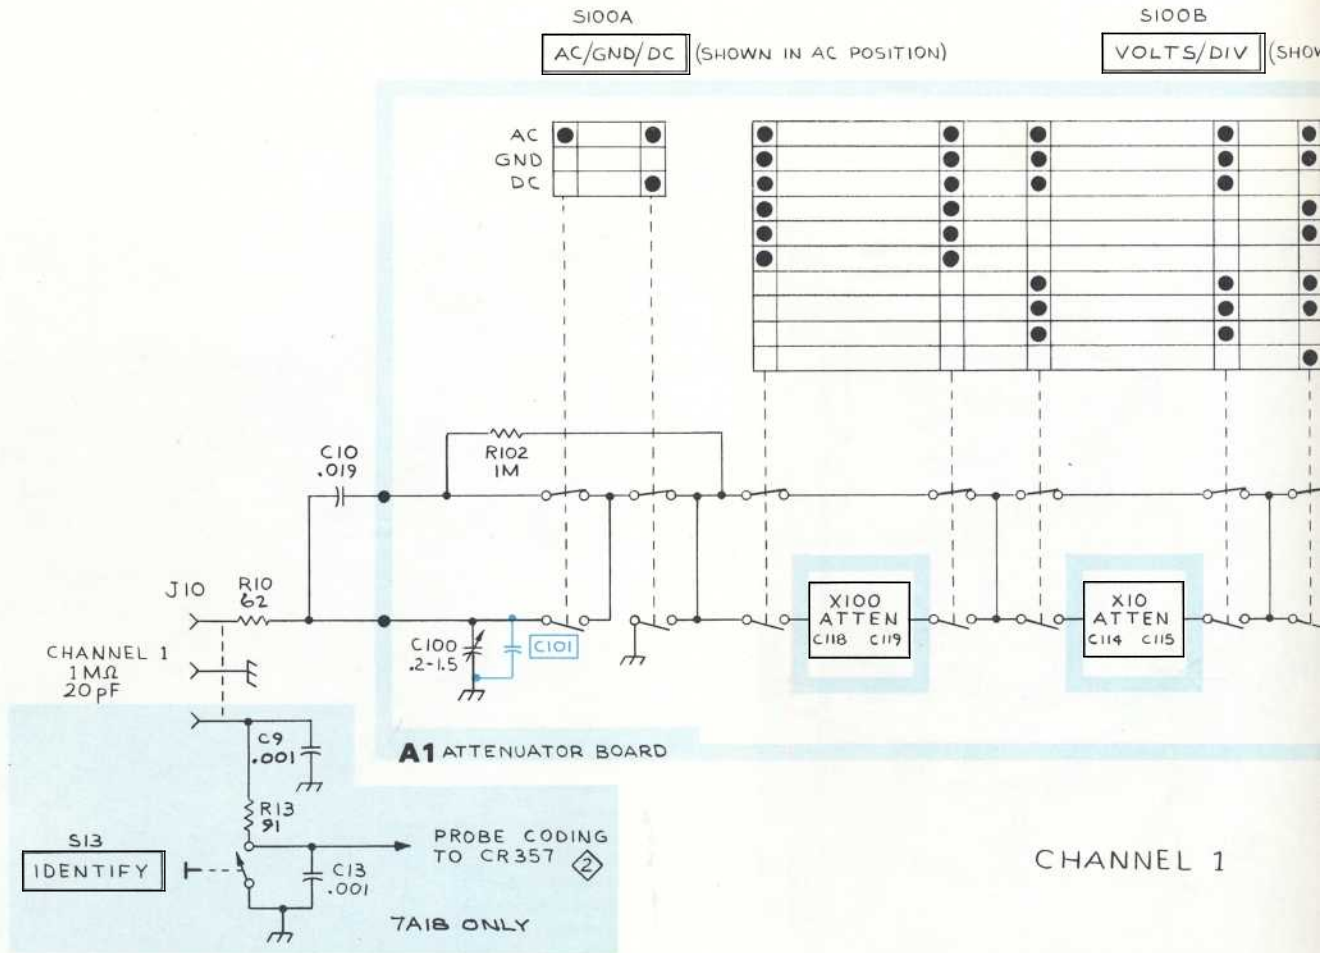 S100A
AC/GND/DC (SHOWN IN AC POSITION)
S100B
VOLTS/DIV (SHOW
AC
GND
DC
C10
.019
R102
1M
J10
R10
62
CHANNEL 1
1MΩ
20pF
C100
.2-1.5
C101
X100
ATTEN
C118 C119
X10
ATTEN
C114 C115
A1 ATTENUATOR BOARD
C9
.001
R13
91
S13
IDENTIFY
C13
.001
PROBE CODING
TO CR357 2
7A18 ONLY
CHANNEL 1